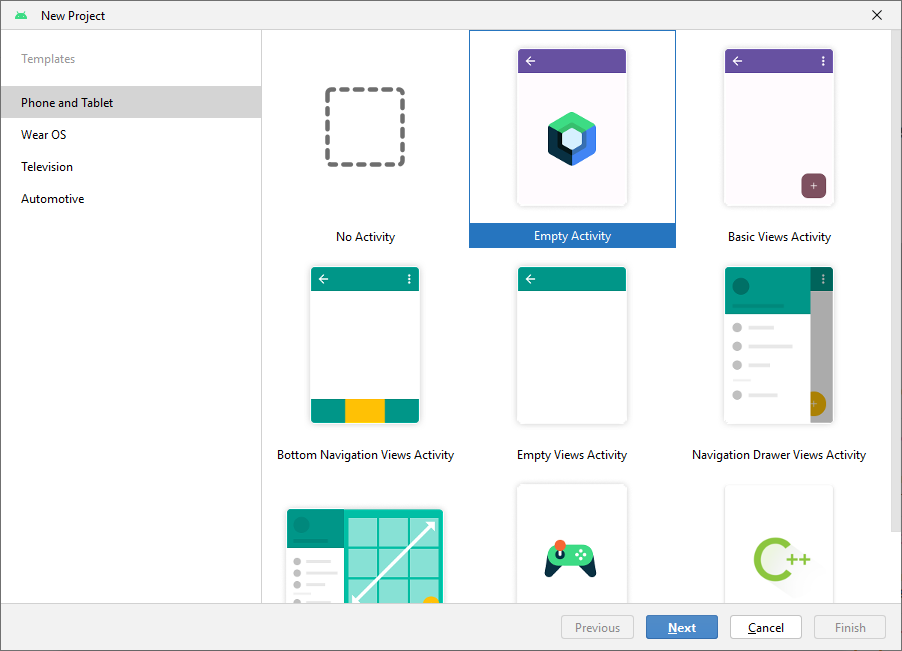 New Project
Templates
Phone and Tablet
Wear OS
Television
Automotive
No Activity
Empty Activity
Basic Views Activity
Bottom Navigation Views Activity
Empty Views Activity
Navigation Drawer Views Activity
C++
Previous
Next
Cancel
Finish